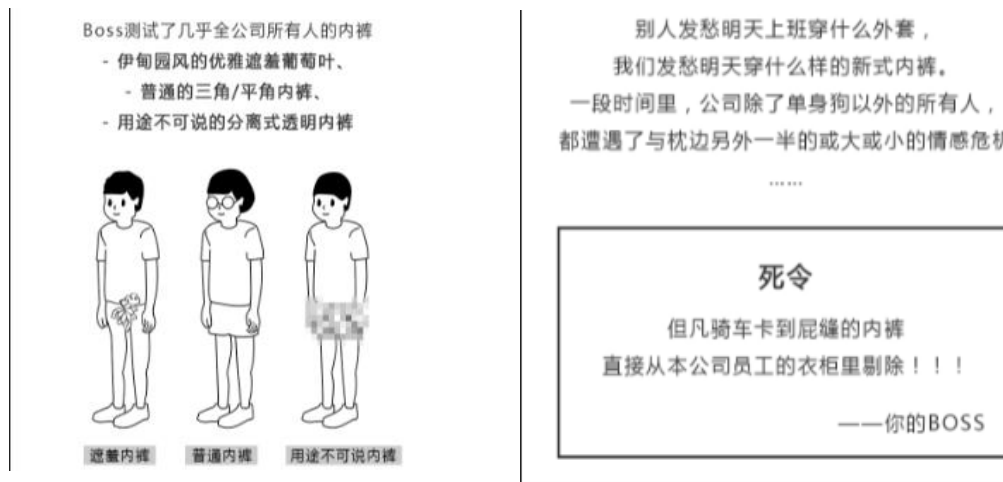 Boss测试了几乎全公司所有人的内裤
- 伊甸园风的优雅遮羞葡萄叶、
- 普通的三角/平角内裤、
- 用途不可说的分离式透明内裤
遮羞内裤
普通内裤
用途不可说内裤
别人发愁明天上班穿什么外套，
我们发愁明天穿什么样的新式内裤。
一段时间里，公司除了单身狗以外的所有人，
都遭遇了与枕边另外一半的或大或小的情感危机
……
死令
但凡骑车卡到屁缝的内裤
直接从本公司员工的衣柜里剔除！！！
——你的BOSS